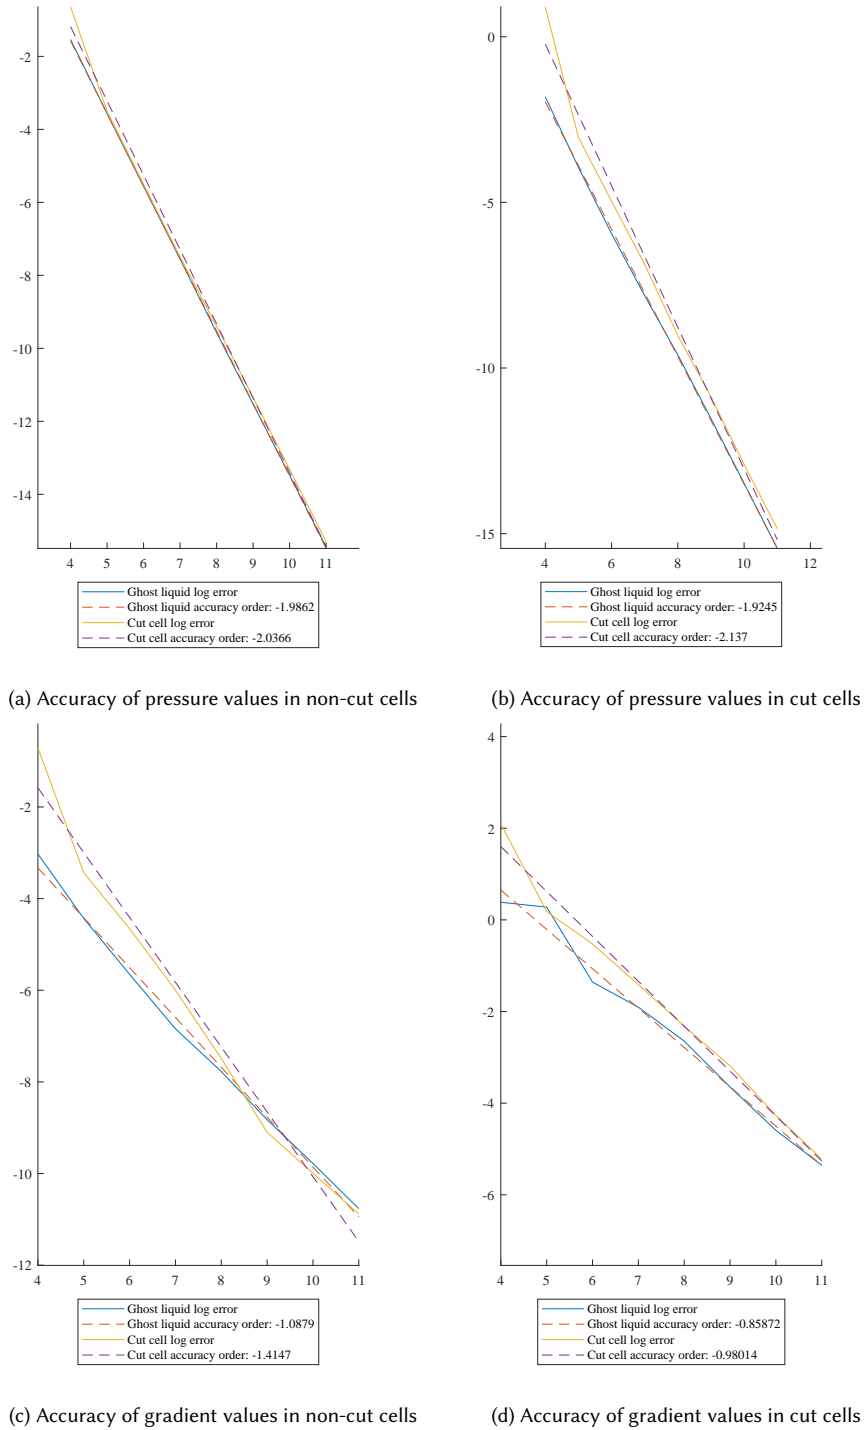 -2
-4
-6
-8
-10
-12
-14
4 5 6 7 8 9 10 11
Ghost liquid log error
Ghost liquid accuracy order: -1.9862
Cut cell log error
Cut cell accuracy order: -2.0366
(a) Accuracy of pressure values in non-cut cells
0
-5
-10
-15
4 6 8 10 12
Ghost liquid log error
Ghost liquid accuracy order: -1.9245
Cut cell log error
Cut cell accuracy order: -2.137
(b) Accuracy of pressure values in cut cells
-2
-4
-6
-8
-10
-12
4 5 6 7 8 9 10 11
Ghost liquid log error
Ghost liquid accuracy order: -1.0879
Cut cell log error
Cut cell accuracy order: -1.4147
(c) Accuracy of gradient values in non-cut cells
4
2
0
-2
-4
-6
4 5 6 7 8 9 10 11
Ghost liquid log error
Ghost liquid accuracy order: -0.85872
Cut cell log error
Cut cell accuracy order: -0.98014
(d) Accuracy of gradient values in cut cells